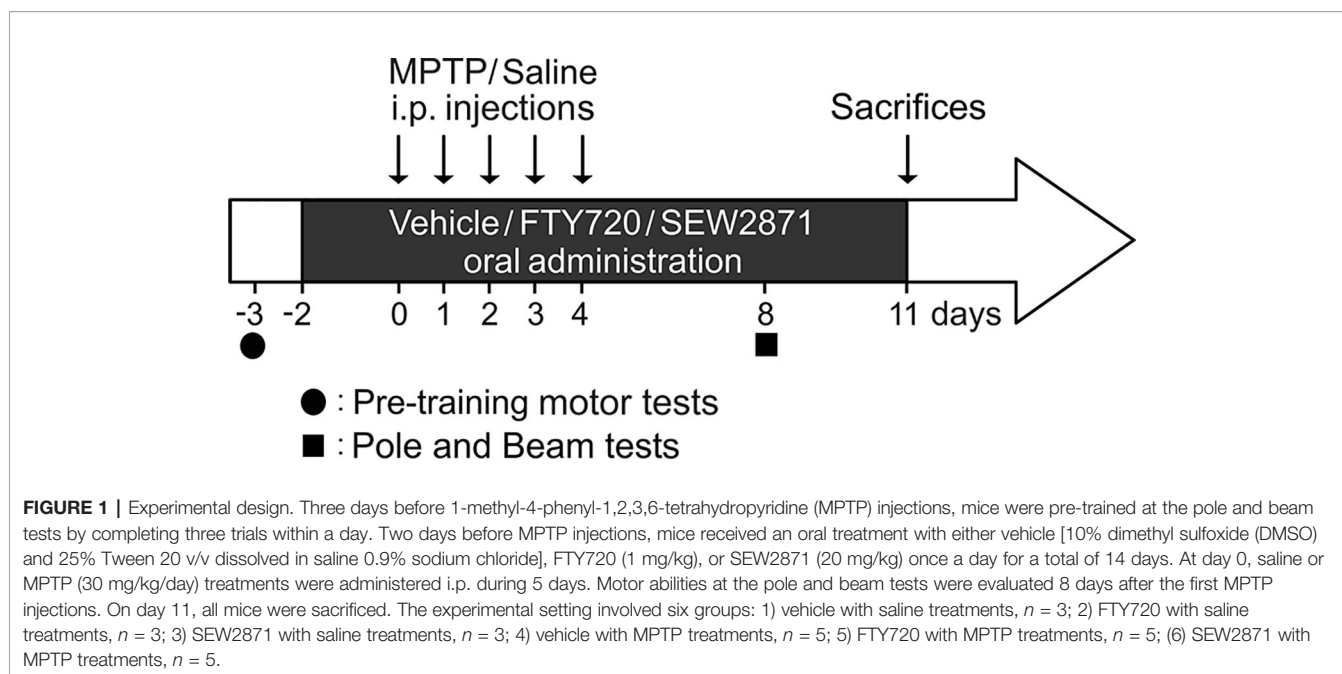 MPTP/Saline
i.p. injections
Sacrifices
Vehicle/FTY720/SEW2871
oral administration
-3 -2 0 1 2 3 4 8 11 days
● : Pre-training motor tests
■ : Pole and Beam tests
FIGURE 1 | Experimental design. Three days before 1-methyl-4-phenyl-1,2,3,6-tetrahydropyridine (MPTP) injections, mice were pre-trained at the pole and beam
tests by completing three trials within a day. Two days before MPTP injections, mice received an oral treatment with either vehicle [10% dimethyl sulfoxide (DMSO)
and 25% Tween 20 v/v dissolved in saline 0.9% sodium chloride], FTY720 (1 mg/kg), or SEW2871 (20 mg/kg) once a day for a total of 14 days. At day 0, saline or
MPTP (30 mg/kg/day) treatments were administered i.p. during 5 days. Motor abilities at the pole and beam tests were evaluated 8 days after the first MPTP
injections. On day 11, all mice were sacrificed. The experimental setting involved six groups: 1) vehicle with saline treatments, n = 3; 2) FTY720 with saline
treatments, n = 3; 3) SEW2871 with saline treatments, n = 3; 4) vehicle with MPTP treatments, n = 5; 5) FTY720 with MPTP treatments, n = 5; (6) SEW2871 with
MPTP treatments, n = 5.